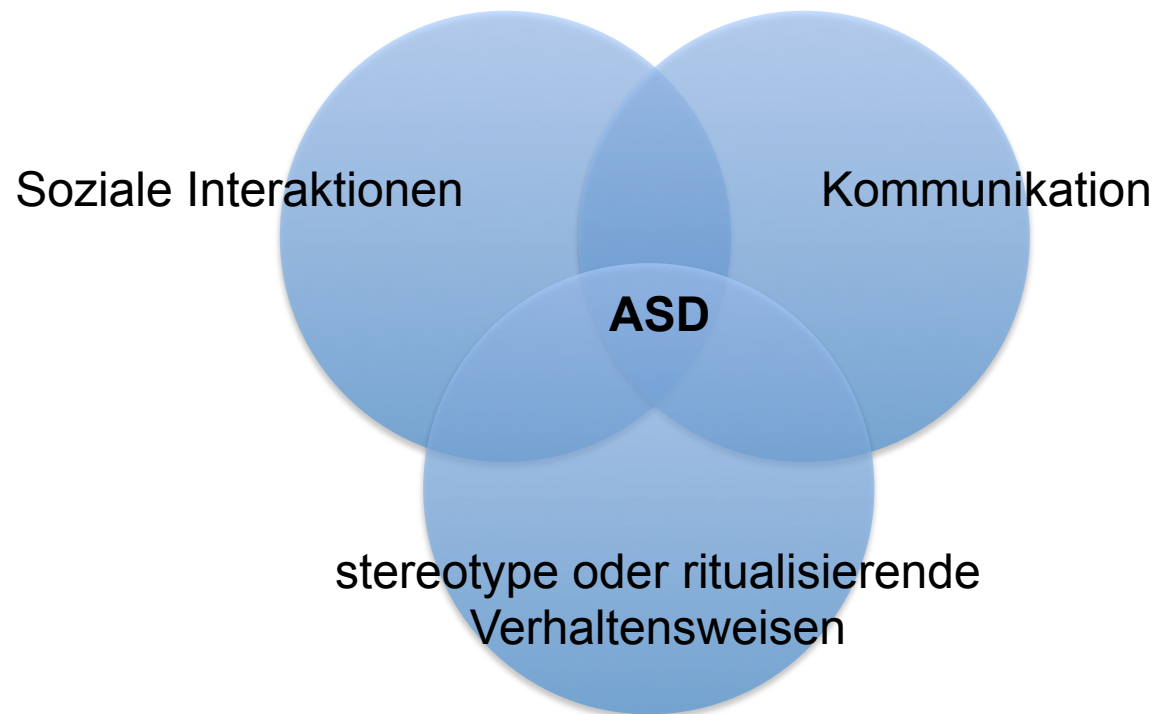 Soziale Interaktionen
Kommunikation
ASD
stereotype oder ritualisierende
Verhaltensweisen